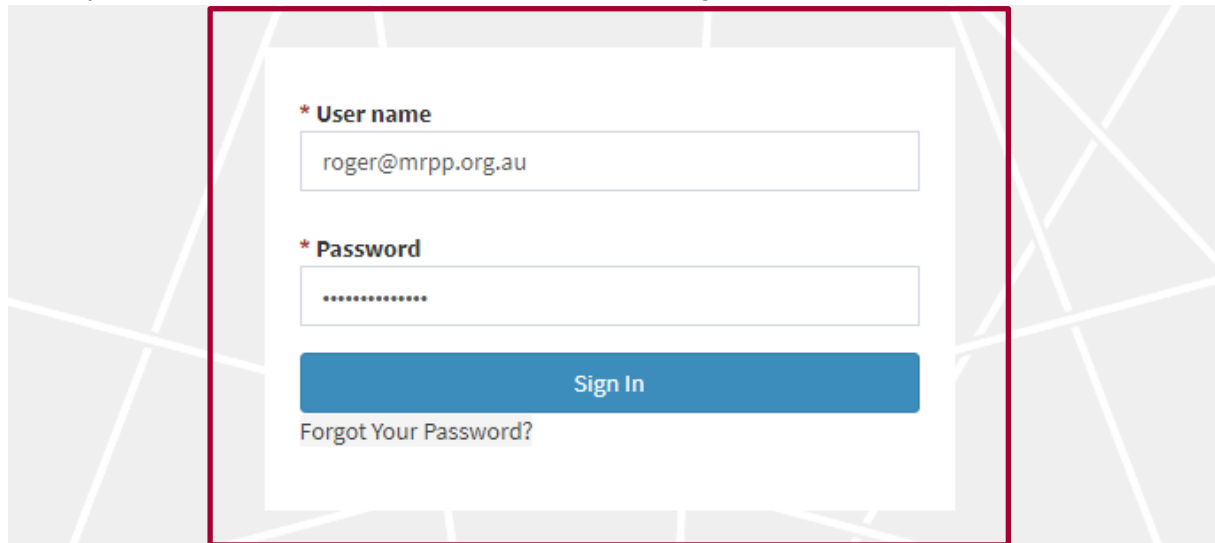 * User name
roger@mrpp.org.au
* Password
••••••••••••••
Sign In
Forgot Your Password?